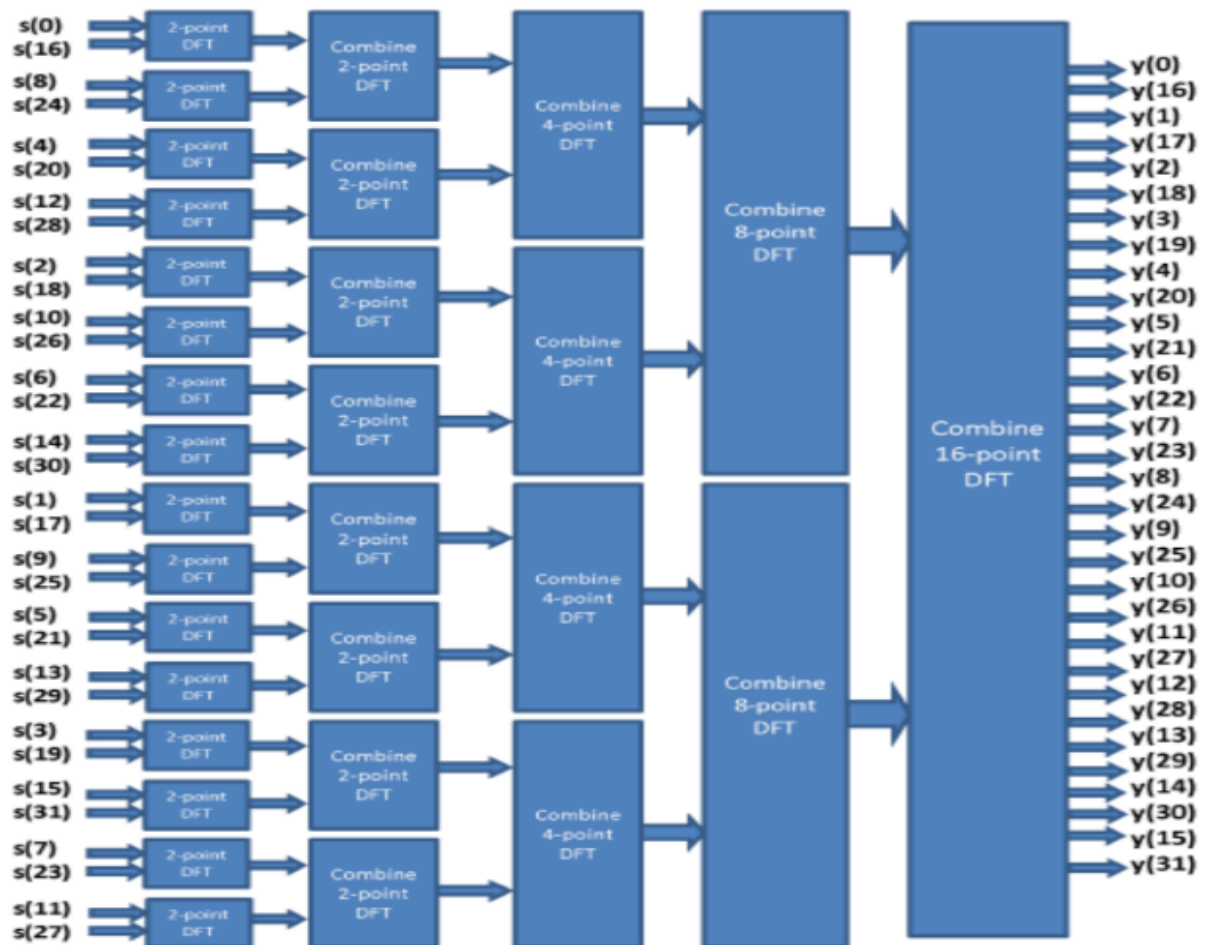 s(0)
s(16)
s(8)
s(24)
s(4)
s(20)
s(12)
s(28)
s(2)
s(18)
s(10)
s(26)
s(6)
s(22)
s(14)
s(30)
s(1)
s(17)
s(9)
s(25)
s(5)
s(21)
s(13)
s(29)
s(3)
s(19)
s(15)
s(31)
s(7)
s(23)
s(11)
s(27)
2-point
DFT
2-point
DFT
2-point
DFT
2-point
DFT
2-point
DFT
2-point
DFT
2-point
DFT
2-point
DFT
2-point
DFT
2-point
DFT
2-point
DFT
2-point
DFT
2-point
DFT
2-point
DFT
2-point
DFT
2-point
DFT
Combine
2-point
DFT
Combine
2-point
DFT
Combine
2-point
DFT
Combine
2-point
DFT
Combine
2-point
DFT
Combine
2-point
DFT
Combine
2-point
DFT
Combine
2-point
DFT
Combine
4-point
DFT
Combine
4-point
DFT
Combine
4-point
DFT
Combine
4-point
DFT
Combine
8-point
DFT
Combine
8-point
DFT
Combine
16-point
DFT
y(0)
y(16)
y(1)
y(17)
y(2)
y(18)
y(3)
y(19)
y(4)
y(20)
y(5)
y(21)
y(6)
y(22)
y(7)
y(23)
y(8)
y(24)
y(9)
y(25)
y(10)
y(26)
y(11)
y(27)
y(12)
y(28)
y(13)
y(29)
y(14)
y(30)
y(15)
y(31)